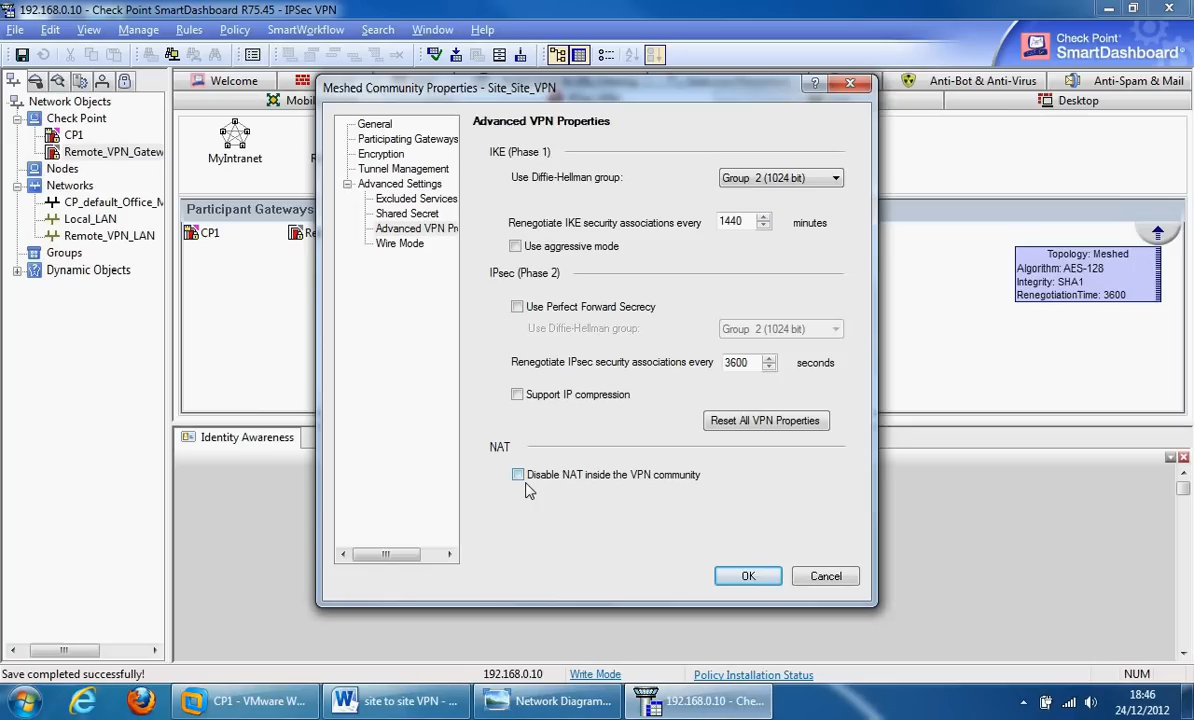 192.168.0.10 - Check Point SmartDashboard R75.45 - IPSec VPN
File Edit View Manage Rules Policy SmartWorkflow Search Window Help
Check Point
SmartDashboard
Welcome
Anti-Bot & Anti-Virus
Anti-Spam & Mail
Desktop
Network Objects
Check Point
CP1
Remote_VPN_Gatew
Nodes
Networks
CP_default_Office_M
Local_LAN
Remote_VPN_LAN
Groups
Dynamic Objects
MyIntranet
Participant Gateways
CP1
Topology: Meshed
Algorithm: AES-128
Integrity: SHA1
RenegotiationTime: 3600
Identity Awareness
Meshed Community Properties - Site_Site_VPN
General
Participating Gateways
Encryption
Tunnel Management
Advanced Settings
Excluded Services
Shared Secret
Advanced VPN Pr
Wire Mode
Advanced VPN Properties
IKE (Phase 1)
Use Diffie-Hellman group: Group 2 (1024 bit)
Renegotiate IKE security associations every 1440 minutes
Use aggressive mode
IPsec (Phase 2)
Use Perfect Forward Secrecy
Use Diffie-Hellman group: Group 2 (1024 bit)
Renegotiate IPsec security associations every 3600 seconds
Support IP compression
Reset All VPN Properties
NAT
Disable NAT inside the VPN community
OK Cancel
Save completed successfully! 192.168.0.10 Write Mode Policy Installation Status NUM
CP1 - VMware W...
site to site VPN - ...
Network Diagram...
192.168.0.10 - Che...
18:46
24/12/2012